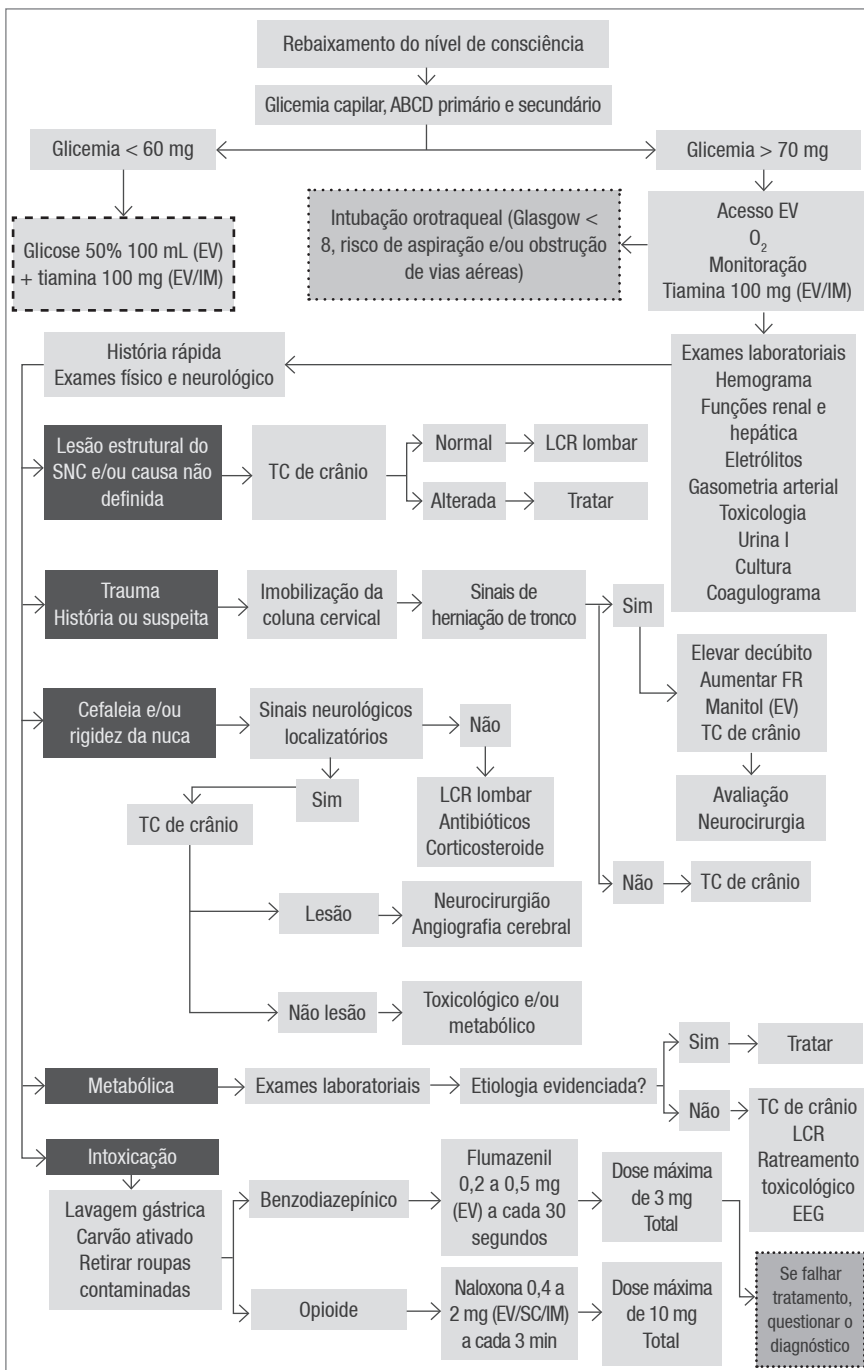 Rebaixamento do nível de consciência
Glicemia capilar, ABCD primário e secundário
Glicemia < 60 mg
Glicemia > 70 mg
Glicose 50% 100 mL (EV)
+ tiamina 100 mg (EV/IM)
Intubação orotraqueal (Glasgow <
8, risco de aspiração e/ou obstrução
de vias aéreas)
Acesso EV
O₂
Monitoração
Tiamina 100 mg (EV/IM)
História rápida
Exames físico e neurológico
Exames laboratoriais
Hemograma
Funções renal e
hepática
Eletrólitos
Gasometria arterial
Toxicologia
Urina I
Cultura
Coagulograma
Lesão estrutural do
SNC e/ou causa não
definida
TC de crânio
Normal
LCR lombar
Alterada
Tratar
Trauma
História ou suspeita
Imobilização da
coluna cervical
Sinais de
herniação de tronco
Sim
Elevar decúbito
Aumentar FR
Manitol (EV)
TC de crânio
Avaliação
Neurocirurgia
Não
TC de crânio
Cefaleia e/ou
rigidez da nuca
Sinais neurológicos
localizatórios
Não
LCR lombar
Antibióticos
Corticosteroide
Sim
TC de crânio
Lesão
Neurocirurgião
Angiografia cerebral
Não lesão
Toxicológico e/ou
metabólico
Metabólica
Exames laboratoriais
Etiologia evidenciada?
Sim
Tratar
Não
TC de crânio
LCR
Ratreamento
toxicológico
EEG
Intoxicação
Lavagem gástrica
Carvão ativado
Retirar roupas
contaminadas
Benzodiazepínico
Flumazenil
0,2 a 0,5 mg
(EV) a cada 30
segundos
Dose máxima
de 3 mg
Total
Opioide
Naloxona 0,4 a
2 mg (EV/SC/IM)
a cada 3 min
Dose máxima
de 10 mg
Total
Se falhar
tratamento,
questionar o
diagnóstico